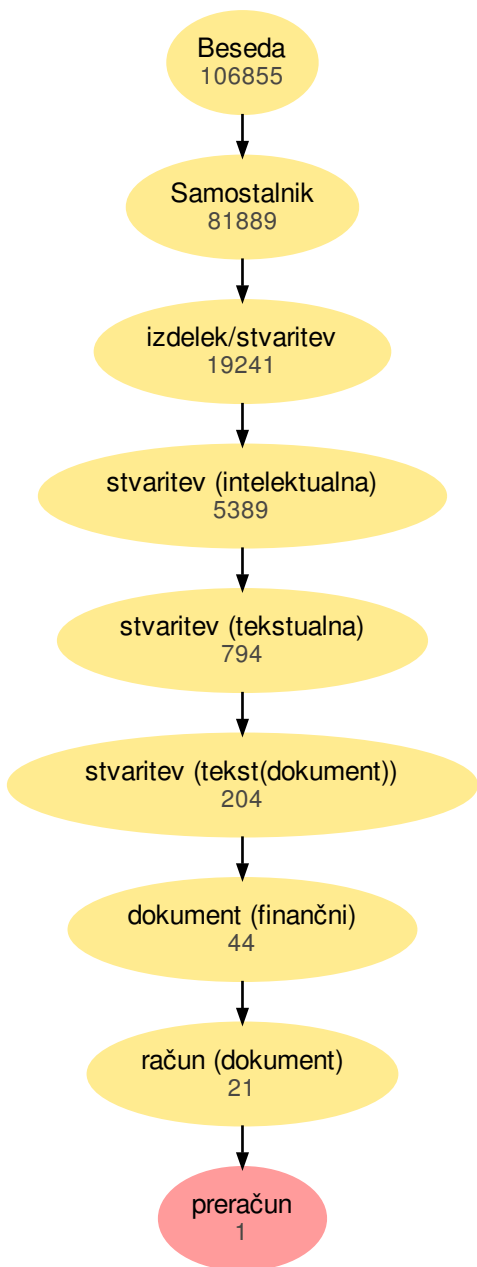 Beseda
106855
Samostalnik
81889
izdelek/stvaritev
19241
stvaritev (intelektualna)
5389
stvaritev (tekstualna)
794
stvaritev (tekst(dokument))
204
dokument (finančni)
44
račun (dokument)
21
preračun
1